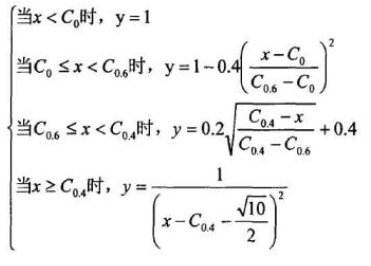 当x < C₀时，y = 1
当C₀ ≤ x < C₀.₆时，y = 1 − 0.4((x − C₀)/(C₀.₆ − C₀))²
当C₀.₆ ≤ x < C₀.₄时，y = 0.2√((C₀.₄ − x)/(C₀.₄ − C₀.₆)) + 0.4
当x ≥ C₀.₄时，y = 1/(x − C₀.₄ − √10/2)²